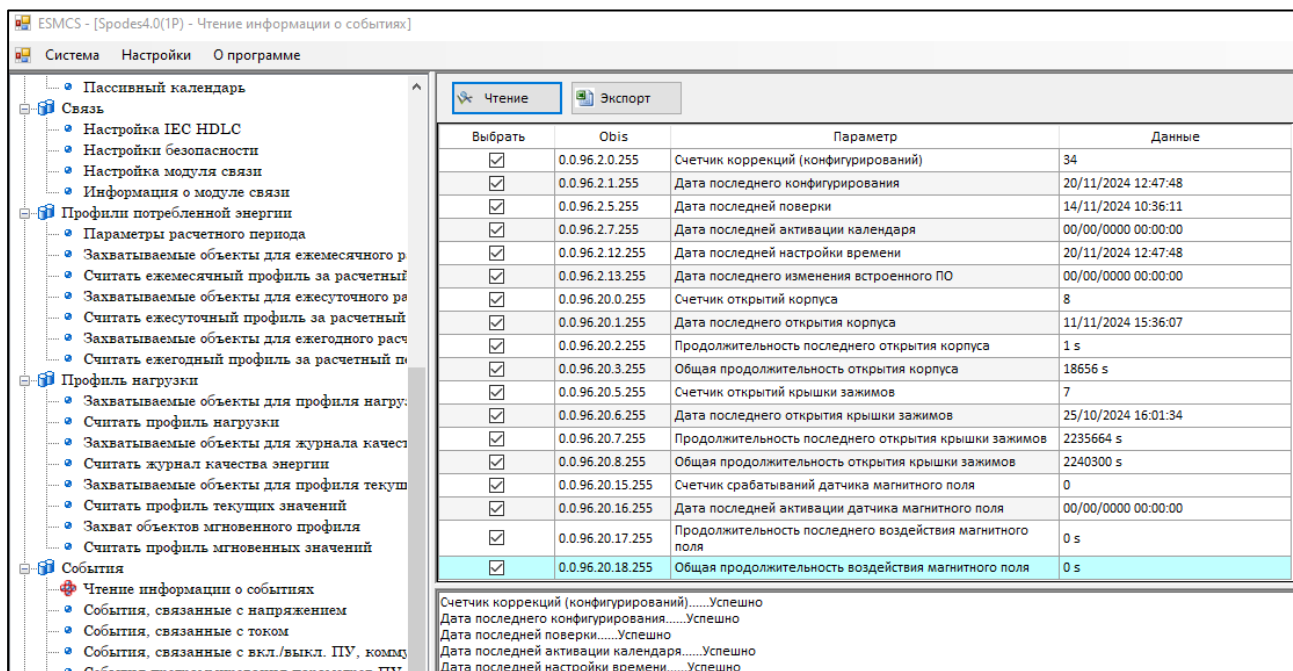 ESMCS - [Spodes4.0(1P) - Чтение информации о событиях]
Система Настройки О программе
Пассивный календарь
Связь
Настройка IEC HDLC
Настройки безопасности
Настройка модуля связи
Информация о модуле связи
Профили потребленной энергии
Параметры расчетного периода
Захватываемые объекты для ежемесячного р
Считать ежемесячный профиль за расчетный
Захватываемые объекты для ежесуточного ра
Считать ежесуточный профиль за расчетный
Захватываемые объекты для ежегодного расч
Считать ежегодный профиль за расчетный п
Профиль нагрузки
Захватываемые объекты для профиля нагру
Считать профиль нагрузки
Захватываемые объекты для журнала качест
Считать журнал качества энергии
Захватываемые объекты для профиля текущ
Считать профиль текущих значений
Захват объектов мгновенного профиля
Считать профиль мгновенных значений
События
Чтение информации о событиях
События, связанные с напряжением
События, связанные с током
События, связанные с вкл./выкл. ПУ, комму
События программирования параметров ПУ
Чтение Экспорт
Выбрать Obis Параметр Данные
0.0.96.2.0.255 Счетчик коррекций (конфигурирований) 34
0.0.96.2.1.255 Дата последнего конфигурирования 20/11/2024 12:47:48
0.0.96.2.5.255 Дата последней поверки 14/11/2024 10:36:11
0.0.96.2.7.255 Дата последней активации календаря 00/00/0000 00:00:00
0.0.96.2.12.255 Дата последней настройки времени 20/11/2024 12:47:48
0.0.96.2.13.255 Дата последнего изменения встроенного ПО 00/00/0000 00:00:00
0.0.96.20.0.255 Счетчик открытий корпуса 8
0.0.96.20.1.255 Дата последнего открытия корпуса 11/11/2024 15:36:07
0.0.96.20.2.255 Продолжительность последнего открытия корпуса 1 s
0.0.96.20.3.255 Общая продолжительность открытия корпуса 18656 s
0.0.96.20.5.255 Счетчик открытий крышки зажимов 7
0.0.96.20.6.255 Дата последнего открытия крышки зажимов 25/10/2024 16:01:34
0.0.96.20.7.255 Продолжительность последнего открытия крышки зажимов 2235664 s
0.0.96.20.8.255 Общая продолжительность открытия крышки зажимов 2240300 s
0.0.96.20.15.255 Счетчик срабатываний датчика магнитного поля 0
0.0.96.20.16.255 Дата последней активации датчика магнитного поля 00/00/0000 00:00:00
0.0.96.20.17.255 Продолжительность последнего воздействия магнитного поля 0 s
0.0.96.20.18.255 Общая продолжительность воздействия магнитного поля 0 s
Счетчик коррекций (конфигурирований)......Успешно
Дата последнего конфигурирования......Успешно
Дата последней поверки......Успешно
Дата последней активации календаря......Успешно
Дата последней настройки времени......Успешно